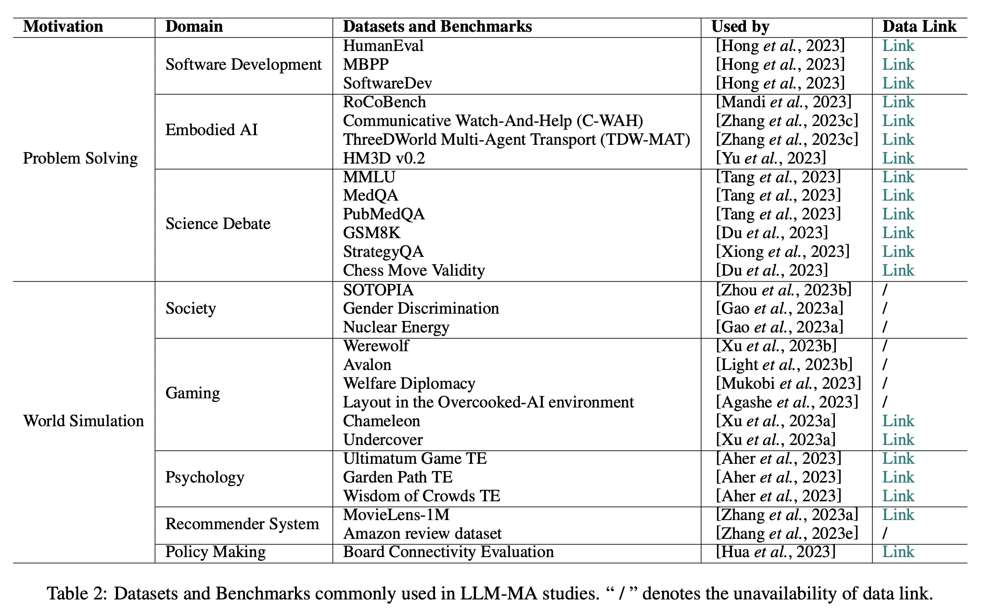 Motivation Domain Datasets and Benchmarks Used by Data Link
HumanEval [Hong et al., 2023] Link
Software Development MBPP [Hong et al., 2023] Link
SoftwareDev [Hong et al., 2023] Link
RoCoBench [Mandi et al., 2023] Link
Communicative Watch-And-Help (C-WAH) [Zhang et al., 2023c] Link
Embodied AI
ThreeDWorld Multi-Agent Transport (TDW-MAT) [Zhang et al., 2023c] Link
Problem Solving HM3D v0.2 [Yu et al., 2023] Link
MMLU [Tang et al., 2023] Link
MedQA [Tang et al., 2023] Link
PubMedQA [Tang et al., 2023] Link
Science Debate
GSM8K [Du et al., 2023] Link
StrategyQA [Xiong et al., 2023] Link
Chess Move Validity [Du et al., 2023] Link
SOTOPIA [Zhou et al., 2023b] /
Society Gender Discrimination [Gao et al., 2023a] /
Nuclear Energy [Gao et al., 2023a] /
Werewolf [Xu et al., 2023b] /
Avalon [Light et al., 2023b] /
Welfare Diplomacy [Mukobi et al., 2023] /
Gaming
Layout in the Overcooked-AI environment [Agashe et al., 2023] /
World Simulation Chameleon [Xu et al., 2023a] Link
Undercover [Xu et al., 2023a] Link
Ultimatum Game TE [Aher et al., 2023] Link
Psychology Garden Path TE [Aher et al., 2023] Link
Wisdom of Crowds TE [Aher et al., 2023] Link
MovieLens-1M [Zhang et al., 2023a] Link
Recommender System
Amazon review dataset [Zhang et al., 2023e] /
Policy Making Board Connectivity Evaluation [Hua et al., 2023] Link
Table 2: Datasets and Benchmarks commonly used in LLM-MA studies. “ / ” denotes the unavailability of data link.